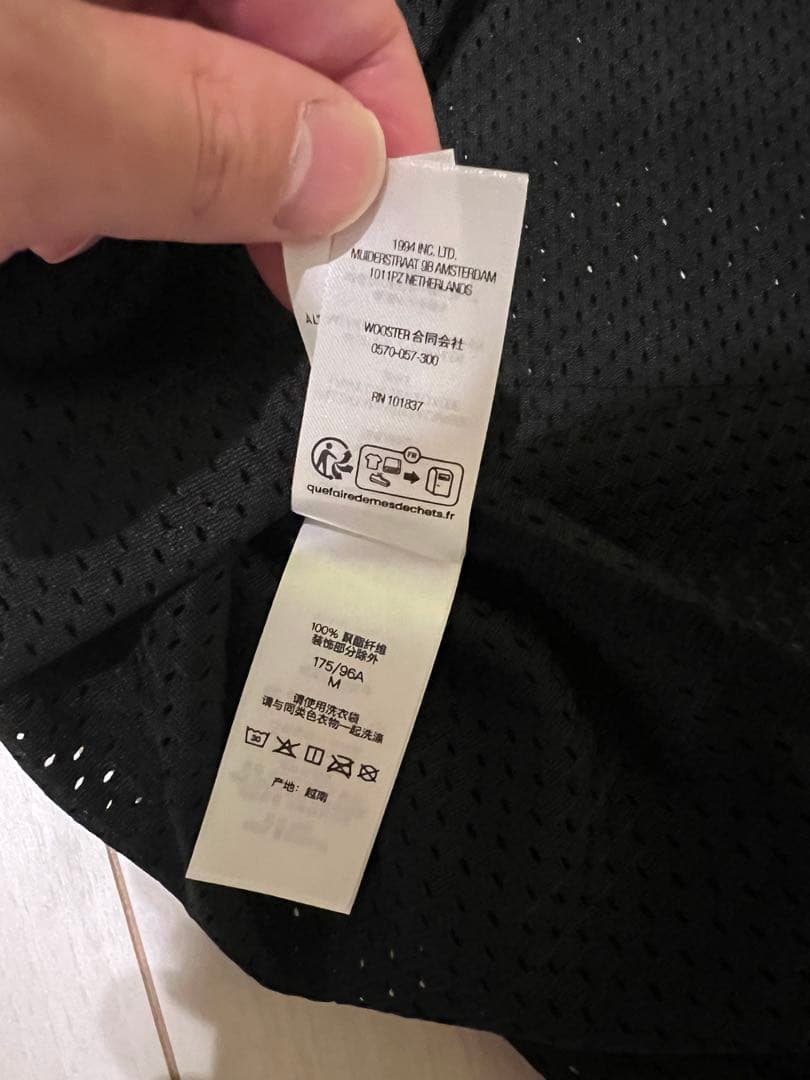 1994 INC. LTD.
MUIDERSTRAAT 9B AMSTERDAM
1011PZ NETHERLANDS
WOOSTER 合同会社
0570-057-300
RN 101837
FR
quefairedemesdechets.fr
100% 聚酯纤维
装饰部分除外
175/96A
M
请使用洗衣袋
请与同类色衣物一起洗涤
30
产地：越南